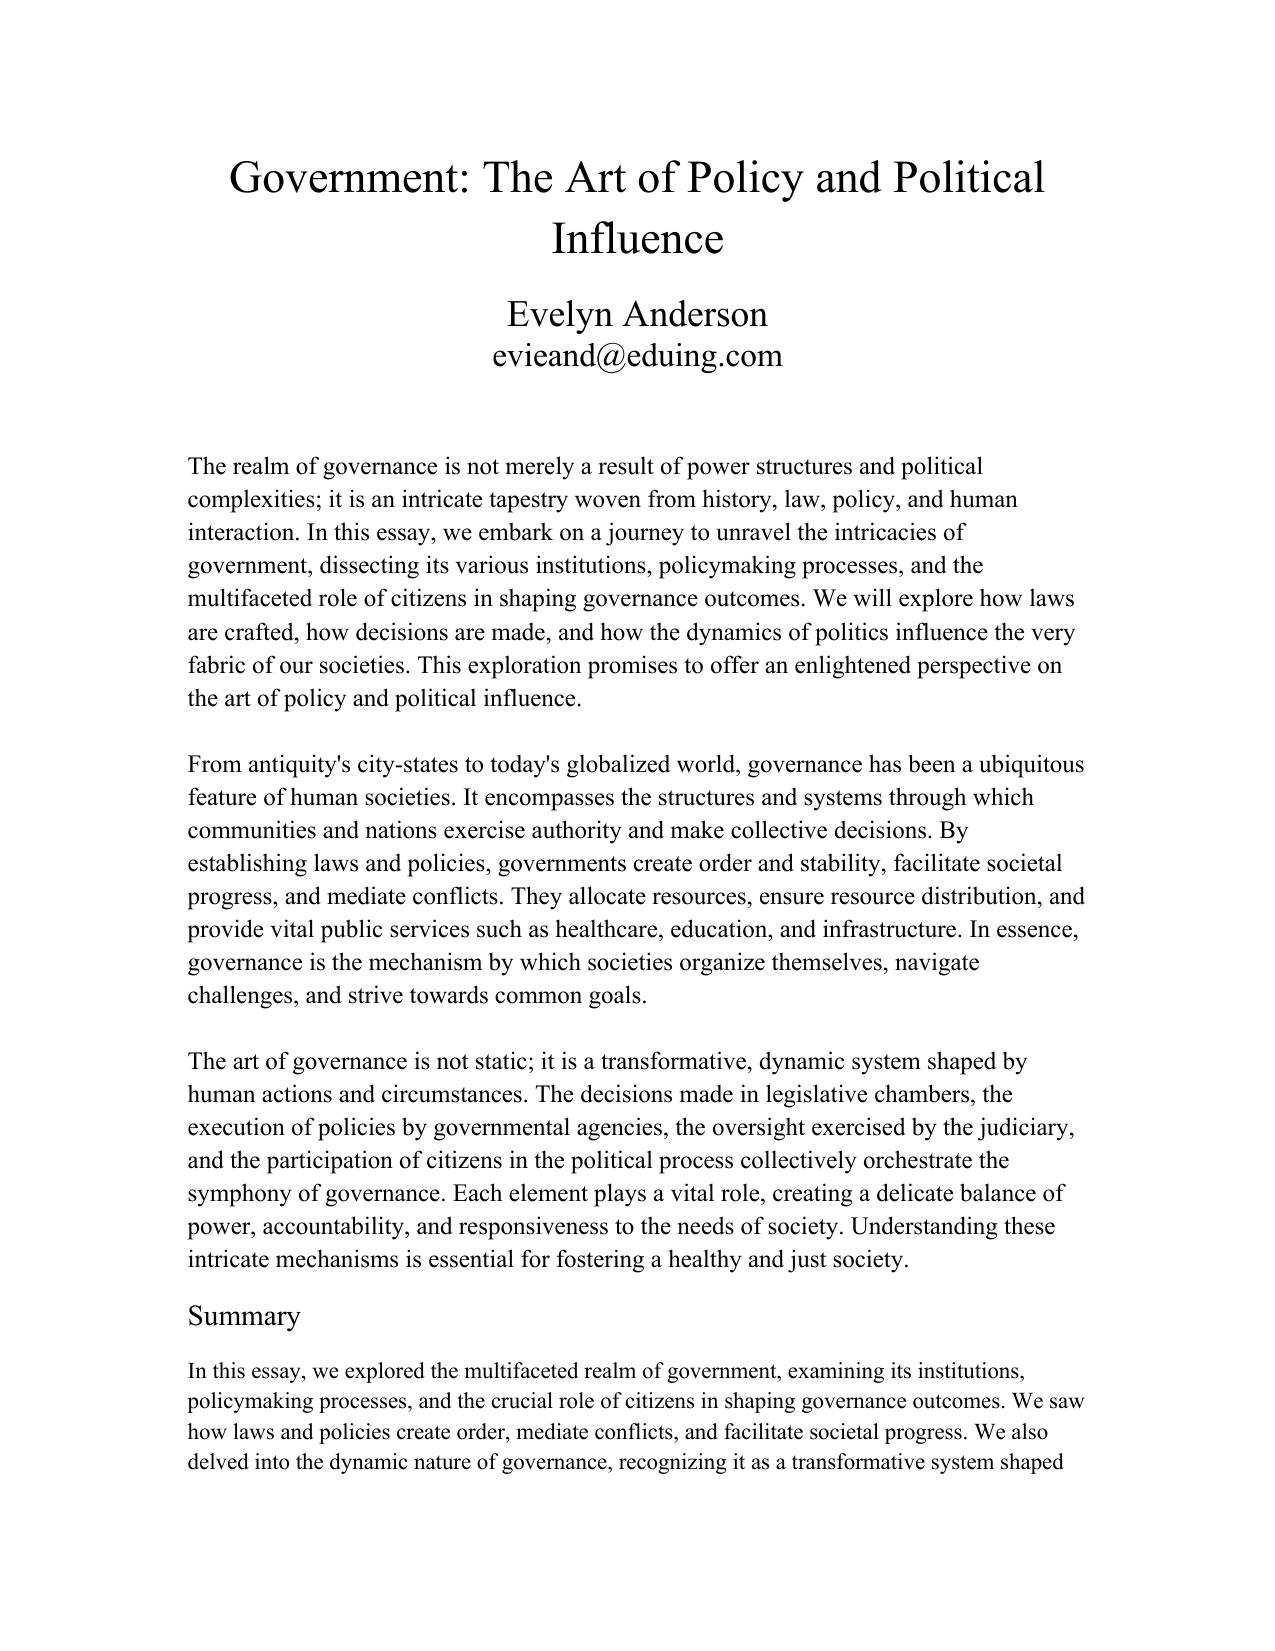 Government: The Art of Policy and Political
Influence
Evelyn Anderson
evieand@eduing.com
The realm of governance is not merely a result of power structures and political
complexities; it is an intricate tapestry woven from history, law, policy, and human
interaction. In this essay, we embark on a journey to unravel the intricacies of
government, dissecting its various institutions, policymaking processes, and the
multifaceted role of citizens in shaping governance outcomes. We will explore how laws
are crafted, how decisions are made, and how the dynamics of politics influence the very
fabric of our societies. This exploration promises to offer an enlightened perspective on
the art of policy and political influence.
From antiquity's city-states to today's globalized world, governance has been a ubiquitous
feature of human societies. It encompasses the structures and systems through which
communities and nations exercise authority and make collective decisions. By
establishing laws and policies, governments create order and stability, facilitate societal
progress, and mediate conflicts. They allocate resources, ensure resource distribution, and
provide vital public services such as healthcare, education, and infrastructure. In essence,
governance is the mechanism by which societies organize themselves, navigate
challenges, and strive towards common goals.
The art of governance is not static; it is a transformative, dynamic system shaped by
human actions and circumstances. The decisions made in legislative chambers, the
execution of policies by governmental agencies, the oversight exercised by the judiciary,
and the participation of citizens in the political process collectively orchestrate the
symphony of governance. Each element plays a vital role, creating a delicate balance of
power, accountability, and responsiveness to the needs of society. Understanding these
intricate mechanisms is essential for fostering a healthy and just society.
Summary
In this essay, we explored the multifaceted realm of government, examining its institutions,
policymaking processes, and the crucial role of citizens in shaping governance outcomes. We saw
how laws and policies create order, mediate conflicts, and facilitate societal progress. We also
delved into the dynamic nature of governance, recognizing it as a transformative system shaped